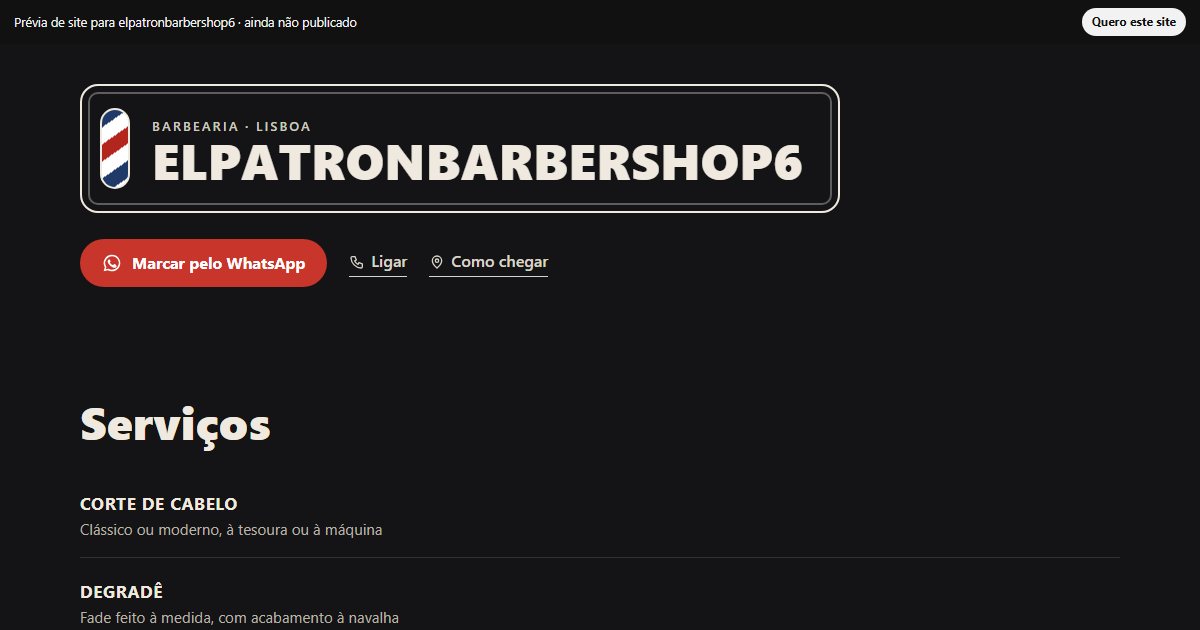 Prévia de site para elpatronbarbershop6 · ainda não publicado
Quero este site
BARBEARIA · LISBOA
ELPATRONBARBERSHOP6
Marcar pelo WhatsApp
Ligar
Como chegar
Serviços
CORTE DE CABELO
Clássico ou moderno, à tesoura ou à máquina
DEGRADÊ
Fade feito à medida, com acabamento à navalha